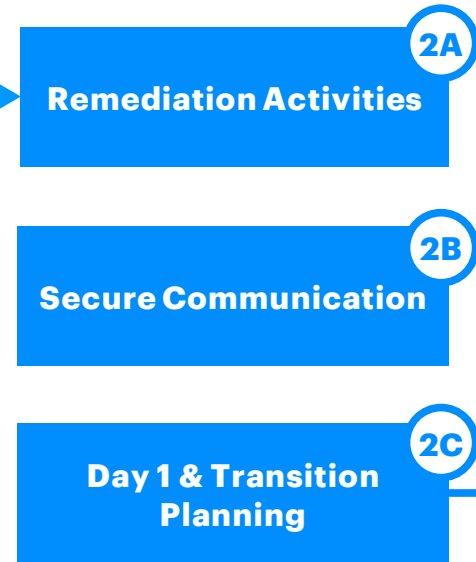 2A
Remediation Activities
2B
Secure Communication
2C
Day 1 & Transition
Planning